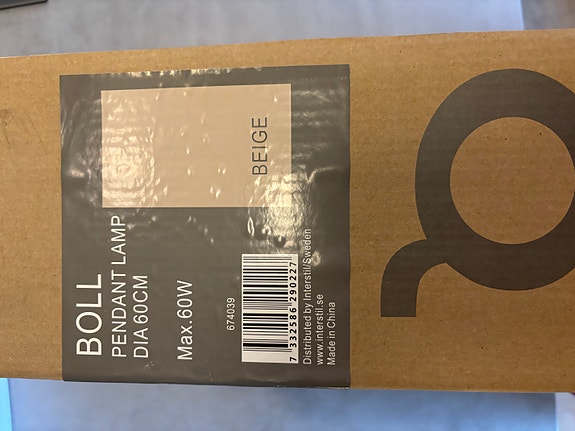 BOLL
PENDANT LAMP
DIA 60CM
Max.60W
BEIGE
674039
7 332586 290227
Distributed by Interstil/Sweden
www.interstil.se
Made in China